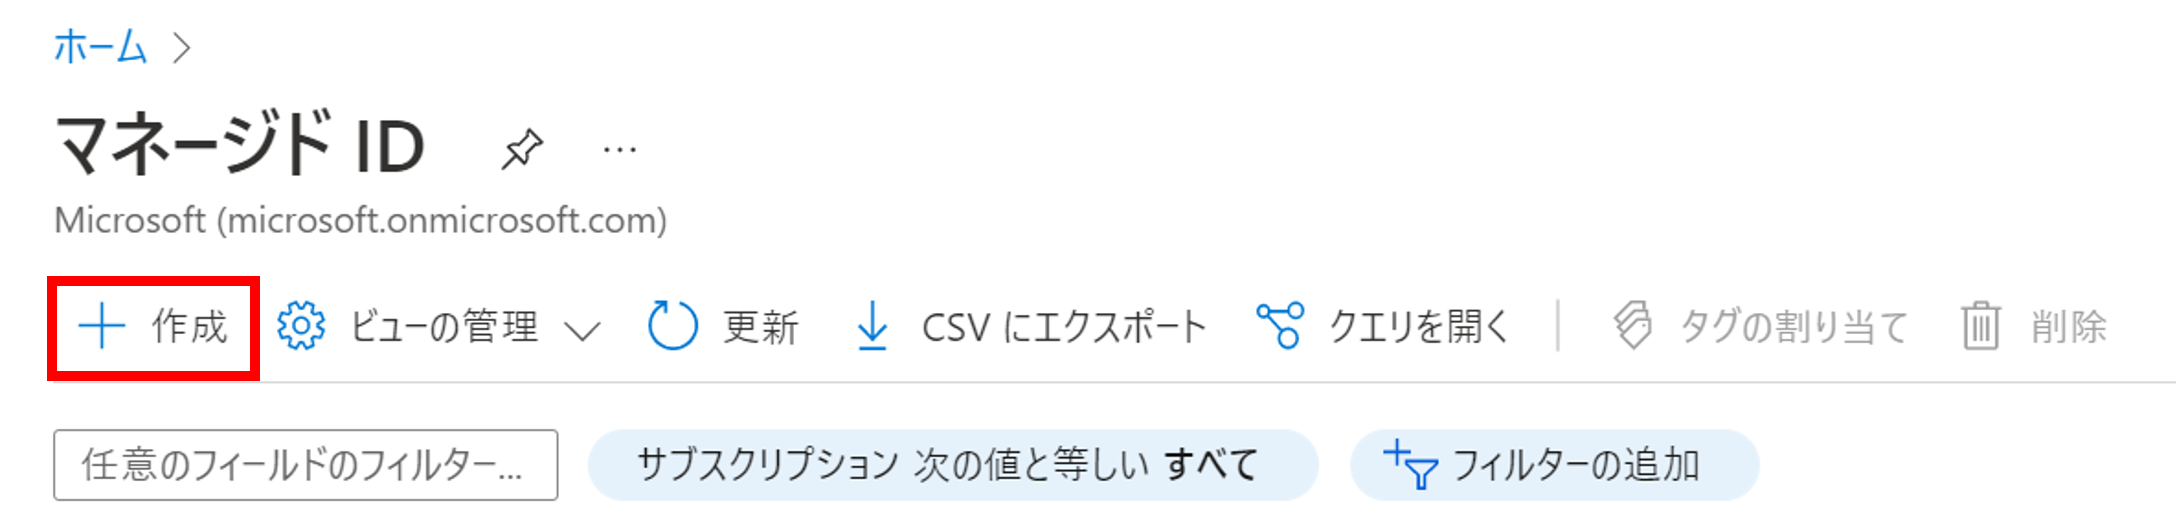 ホーム >
マネージド ID ...
Microsoft (microsoft.onmicrosoft.com)
+ 作成 ビューの管理 更新 CSV にエクスポート クエリを開く タグの割り当て 削除
任意のフィールドのフィルター... サブスクリプション 次の値と等しい すべて フィルターの追加